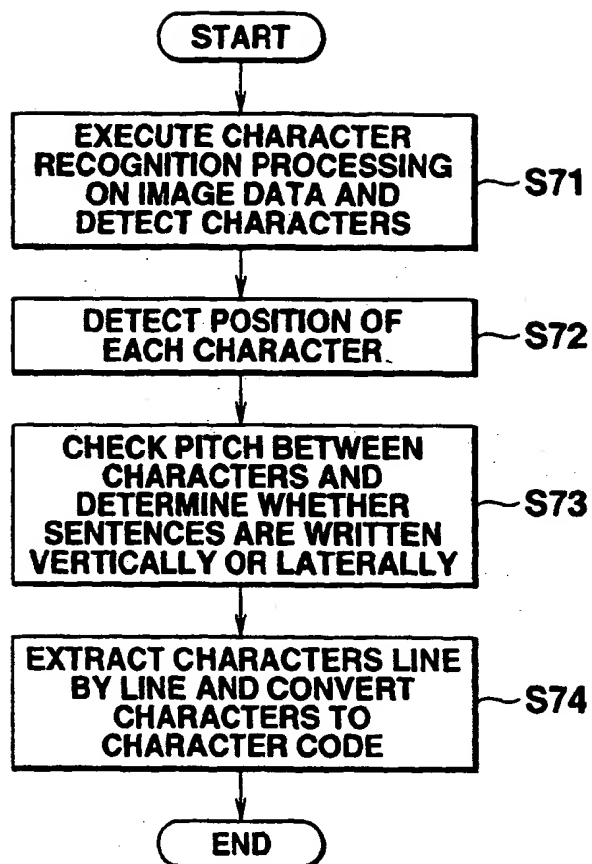 START
EXECUTE CHARACTER
RECOGNITION PROCESSING
ON IMAGE DATA AND
DETECT CHARACTERS
S71
DETECT POSITION OF
EACH CHARACTER
S72
CHECK PITCH BETWEEN
CHARACTERS AND
DETERMINE WHETHER
SENTENCES ARE WRITTEN
VERTICALLY OR LATERALLY
S73
EXTRACT CHARACTERS LINE
BY LINE AND CONVERT
CHARACTERS TO
CHARACTER CODE
S74
END